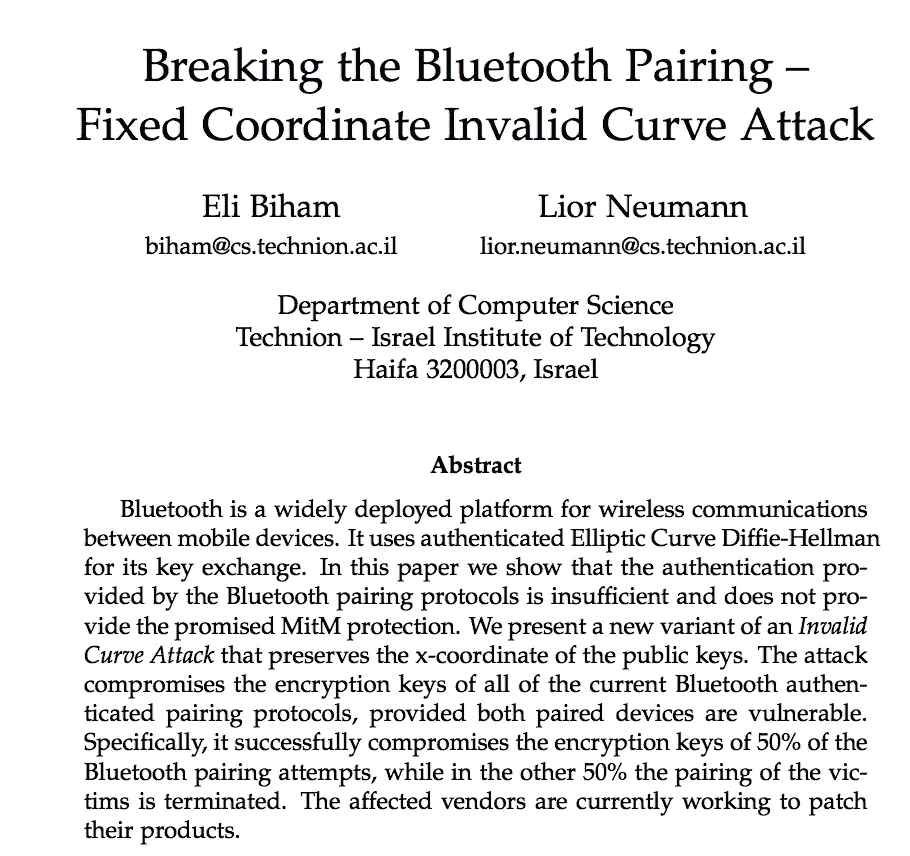 Breaking the Bluetooth Pairing –
Fixed Coordinate Invalid Curve Attack
Eli Biham Lior Neumann
biham@cs.technion.ac.il lior.neumann@cs.technion.ac.il
Department of Computer Science
Technion – Israel Institute of Technology
Haifa 3200003, Israel
Abstract
Bluetooth is a widely deployed platform for wireless communications
between mobile devices. It uses authenticated Elliptic Curve Diffie-Hellman
for its key exchange. In this paper we show that the authentication pro-
vided by the Bluetooth pairing protocols is insufficient and does not pro-
vide the promised MitM protection. We present a new variant of an Invalid
Curve Attack that preserves the x-coordinate of the public keys. The attack
compromises the encryption keys of all of the current Bluetooth authen-
ticated pairing protocols, provided both paired devices are vulnerable.
Specifically, it successfully compromises the encryption keys of 50% of the
Bluetooth pairing attempts, while in the other 50% the pairing of the vic-
tims is terminated. The affected vendors are currently working to patch
their products.